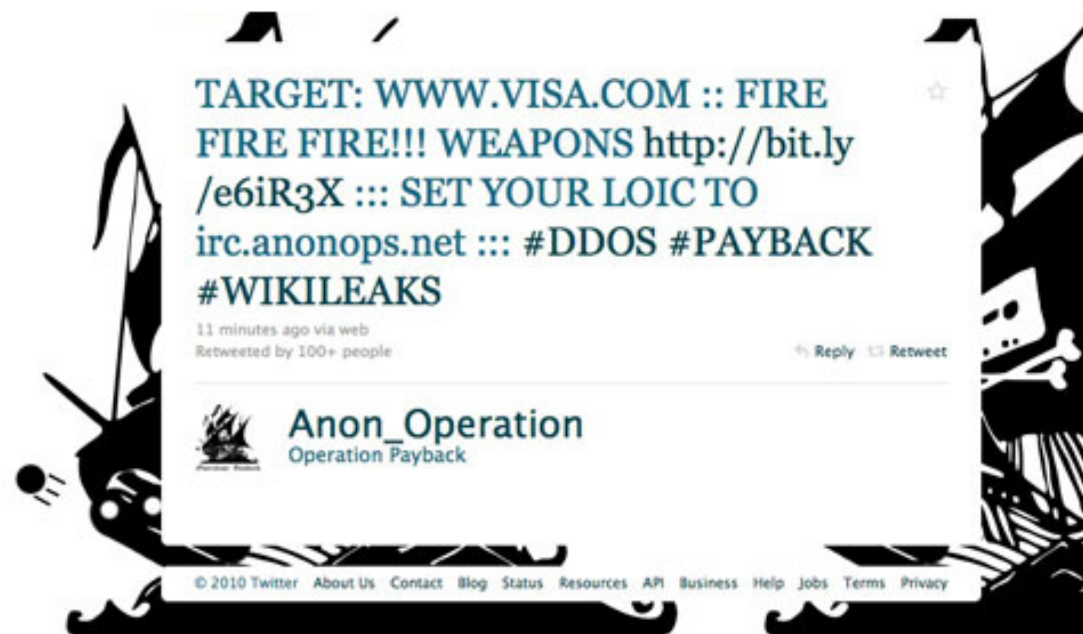 TARGET: WWW.VISA.COM :: FIRE
FIRE FIRE!!! WEAPONS http://bit.ly
/e6iR3X ::: SET YOUR LOIC TO
irc.anonops.net ::: #DDOS #PAYBACK
#WIKILEAKS
11 minutes ago via web
Retweeted by 100+ people
Reply Retweet
Anon_Operation
Operation Payback
© 2010 Twitter About Us Contact Blog Status Resources API Business Help Jobs Terms Privacy